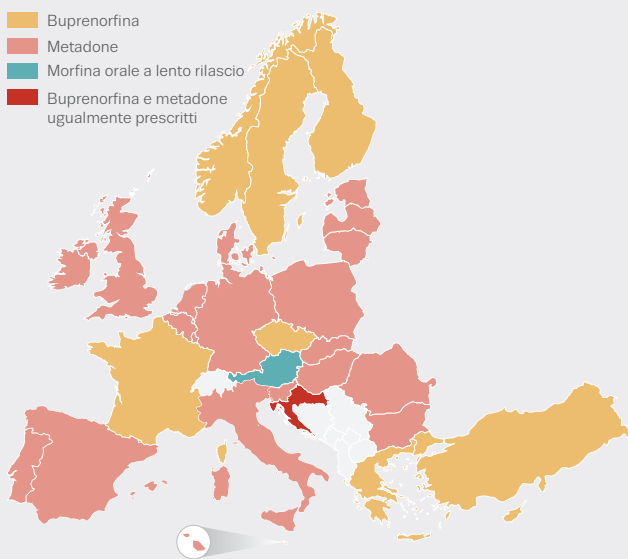 Buprenorfina
Metadone
Morfina orale a lento rilascio
Buprenorfina e metadone
ugualmente prescritti